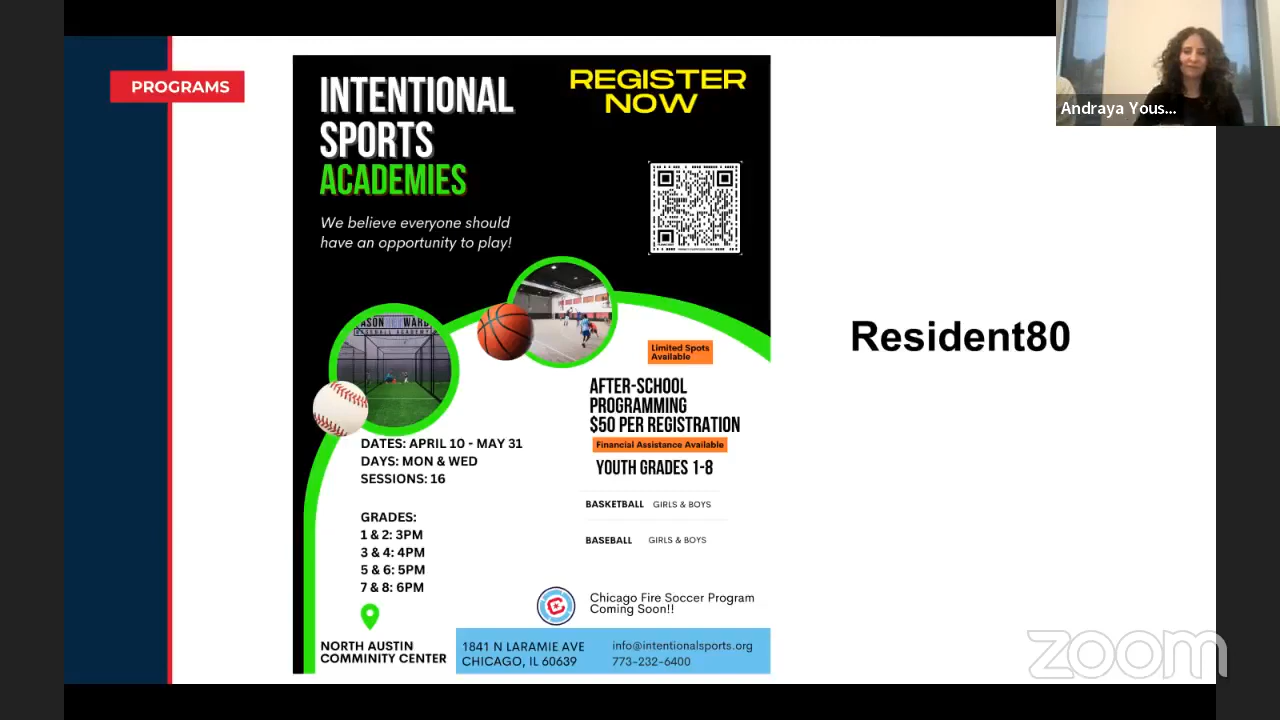 PROGRAMS
INTENTIONAL
SPORTS
ACADEMIES
We believe everyone should
have an opportunity to play!
REGISTER
NOW
Limited Spots
Available
AFTER-SCHOOL
PROGRAMMING
$50 PER REGISTRATION
Financial Assistance Available
YOUTH GRADES 1-8
BASKETBALL GIRLS & BOYS
BASEBALL GIRLS & BOYS
DATES: APRIL 10 - MAY 31
DAYS: MON & WED
SESSIONS: 16
GRADES:
1 & 2: 3PM
3 & 4: 4PM
5 & 6: 5PM
7 & 8: 6PM
Chicago Fire Soccer Program
Coming Soon!!
NORTH AUSTIN
COMMINITY CENTER
1841 N LARAMIE AVE
CHICAGO, IL 60639
info@intentionalsports.org
773-232-6400
Resident80
Andraya Yous...
zoom